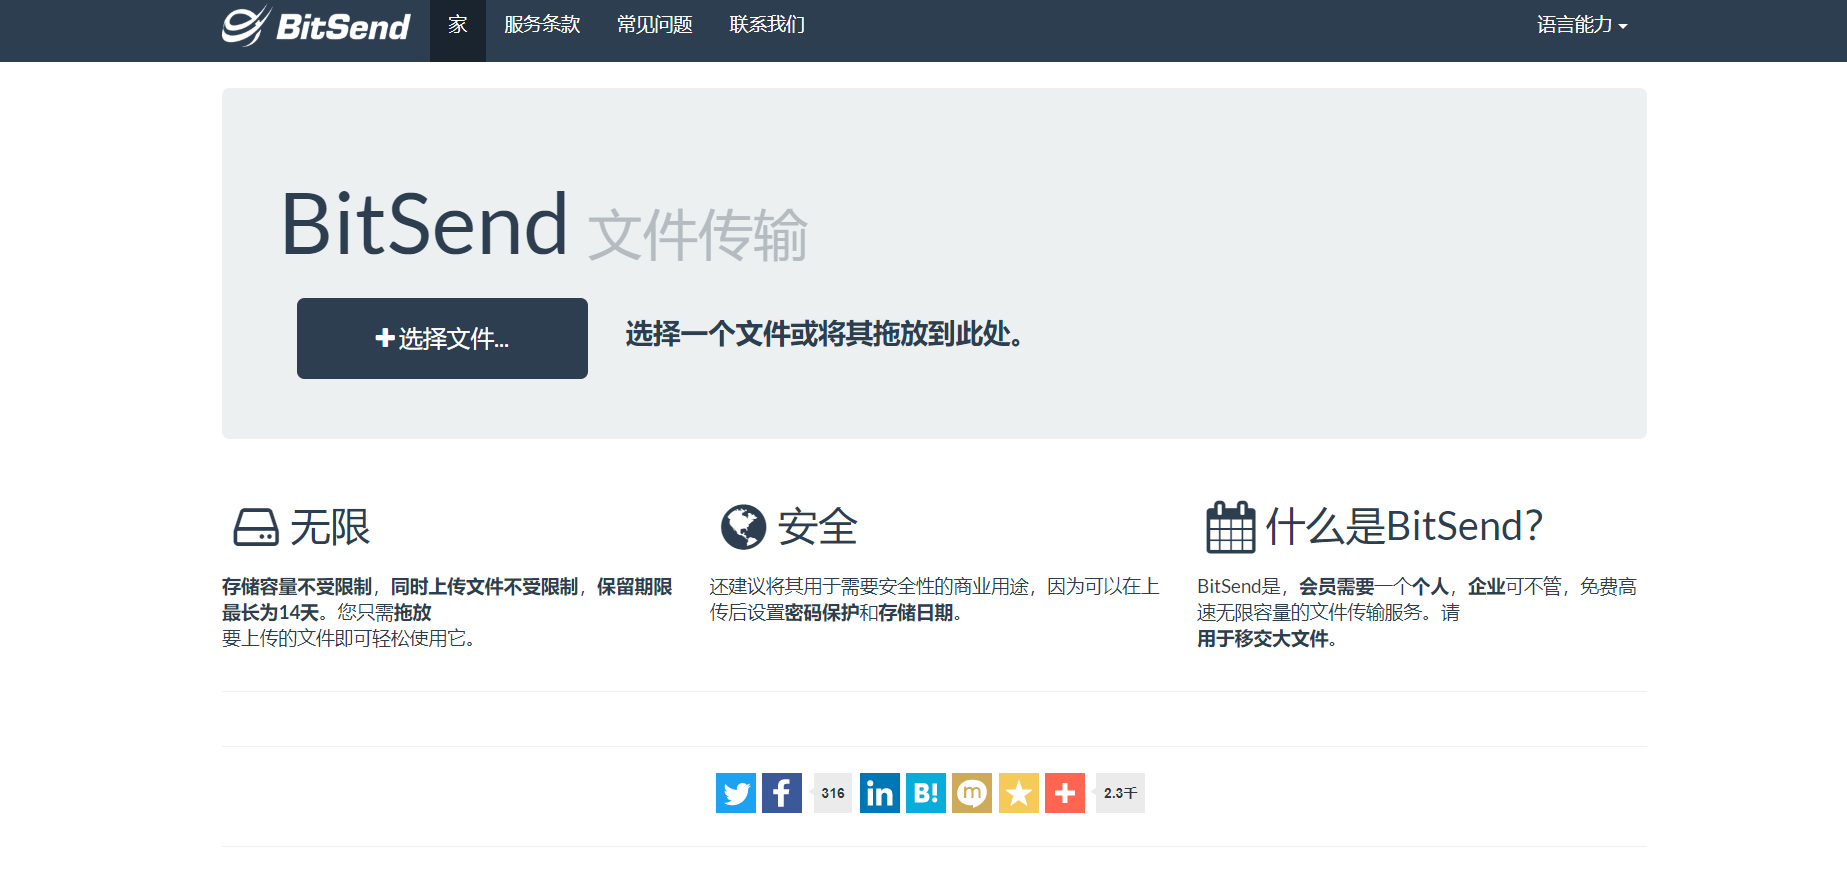 BitSend 家 服务条款 常见问题 联系我们 语言能力
BitSend 文件传输
选择文件...
选择一个文件或将其拖放到此处。
无限
存储容量不受限制，同时上传文件不受限制，保留期限
最长为14天。您只需拖放
要上传的文件即可轻松使用它。
安全
还建议将其用于需要安全性的商业用途，因为可以在上
传后设置密码保护和存储日期。
什么是BitSend？
BitSend是，会员需要一个个人，企业可不管，免费高
速无限容量的文件传输服务。请
用于移交大文件。
316 in B! m 2.3千